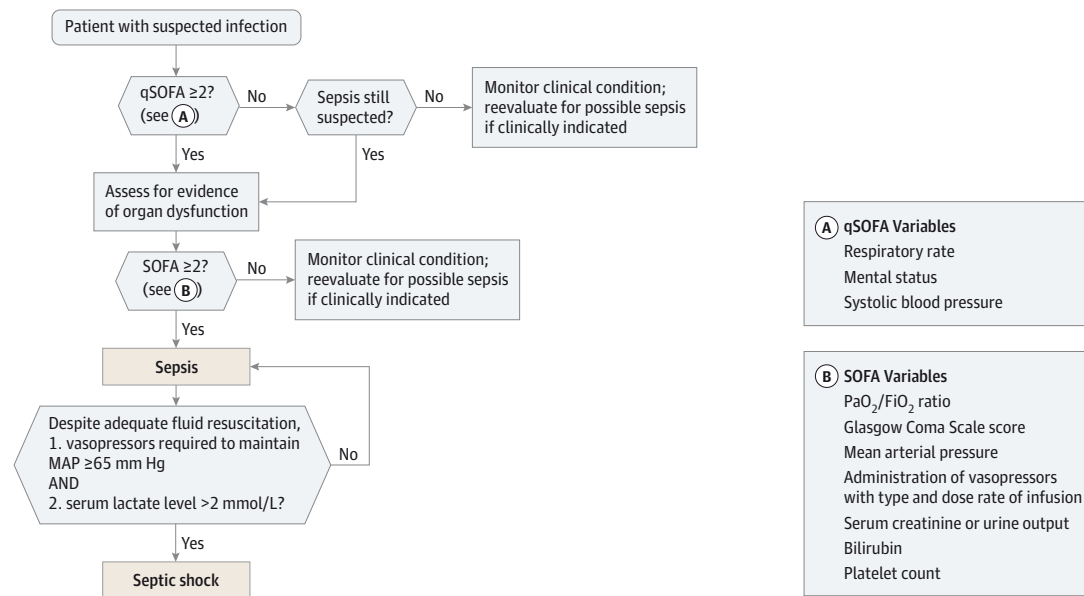 Patient with suspected infection
qSOFA ≥2?
(see A)
No
Sepsis still
suspected?
No
Monitor clinical condition;
reevaluate for possible sepsis
if clinically indicated
Yes
Yes
Assess for evidence
of organ dysfunction
SOFA ≥2?
(see B)
No
Monitor clinical condition;
reevaluate for possible sepsis
if clinically indicated
Yes
Sepsis
Despite adequate fluid resuscitation,
1. vasopressors required to maintain
MAP ≥65 mm Hg
AND
2. serum lactate level >2 mmol/L?
No
Yes
Septic shock
A qSOFA Variables
Respiratory rate
Mental status
Systolic blood pressure
B SOFA Variables
PaO2/FiO2 ratio
Glasgow Coma Scale score
Mean arterial pressure
Administration of vasopressors
with type and dose rate of infusion
Serum creatinine or urine output
Bilirubin
Platelet count